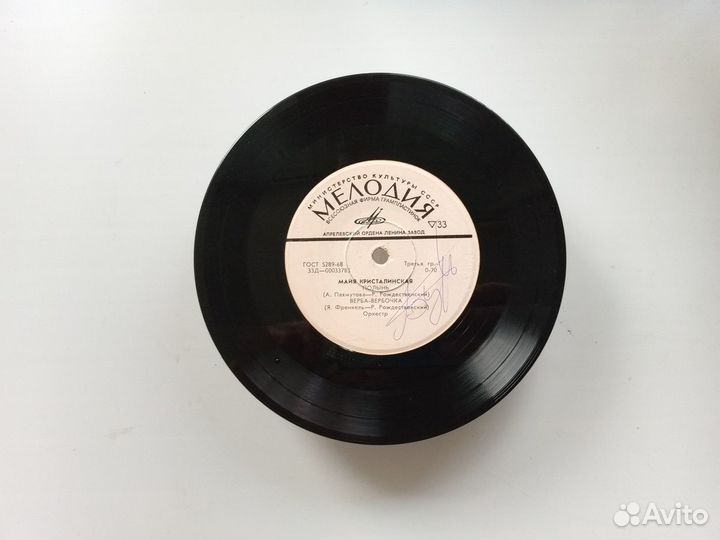 МИНИСТЕРСТВО КУЛЬТУРЫ СССР
МЕЛОДИЯ
ВСЕСОЮЗНАЯ ФИРМА ГРАМПЛАСТИНОК
33
АПРЕЛЕВСКИЙ ОРДЕНА ЛЕНИНА ЗАВОД
ГОСТ 5289-68 Третья гр.
33Д—00033785 0-70
МАЙЯ КРИСТАЛИНСКАЯ
ПОЛЫНЬ
(А. Пахмутова—Р. Рождественский)
ВЕРБА-ВЕРБОЧКА
(Я. Френкель—Р. Рождественский)
Оркестр
Avito